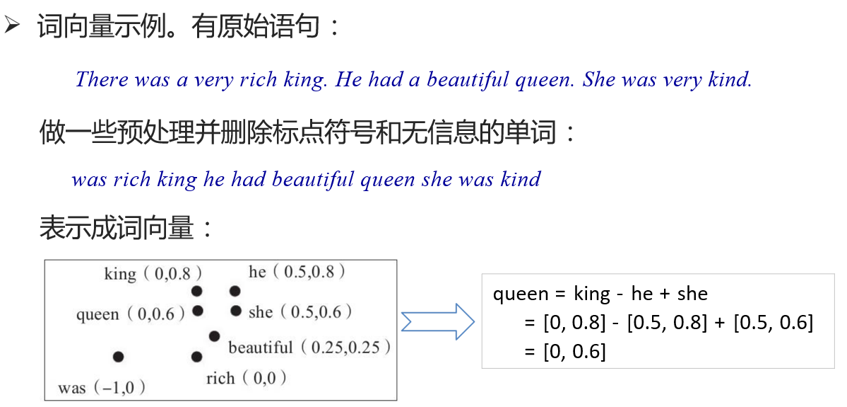 ➢ 词向量示例。有原始语句：
There was a very rich king. He had a beautiful queen. She was very kind.
做一些预处理并删除标点符号和无信息的单词：
was rich king he had beautiful queen she was kind
表示成词向量：
king（0,0.8）
he（0.5,0.8）
queen（0,0.6）
she（0.5,0.6）
beautiful（0.25,0.25）
rich（0,0）
was（−1,0）
queen = king - he + she
= [0, 0.8] - [0.5, 0.8] + [0.5, 0.6]
= [0, 0.6]